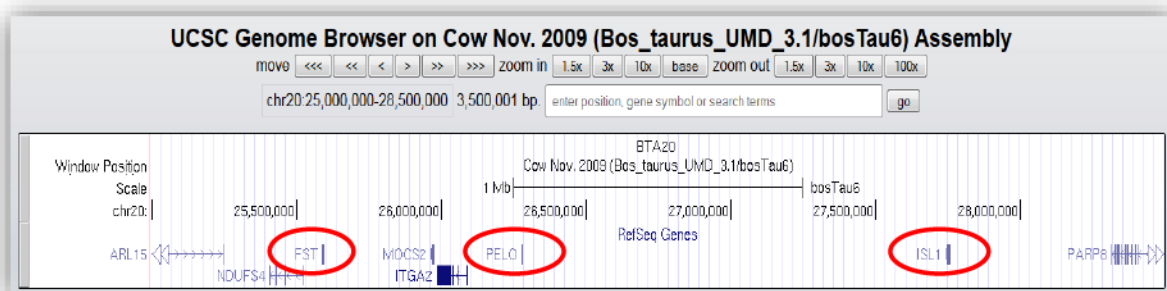 UCSC Genome Browser on Cow Nov. 2009 (Bos_taurus_UMD_3.1/bosTau6) Assembly
move <<< << < > >> >>> zoom in 1.5x 3x 10x base zoom out 1.5x 3x 10x 100x
chr20:25,000,000-28,500,000 3,500,001 bp. enter position, gene symbol or search terms go
BTA20
Window Position Cow Nov. 2009 (Bos_taurus_UMD_3.1/bosTau6)
Scale 1 Mb bosTau6
chr20: 25,500,000 26,000,000 26,500,000 27,000,000 27,500,000 28,000,000
RefSeq Genes
ARL15 FST MOCS2 PELO ISL1 PARP8
NDUFS4 ITGA2